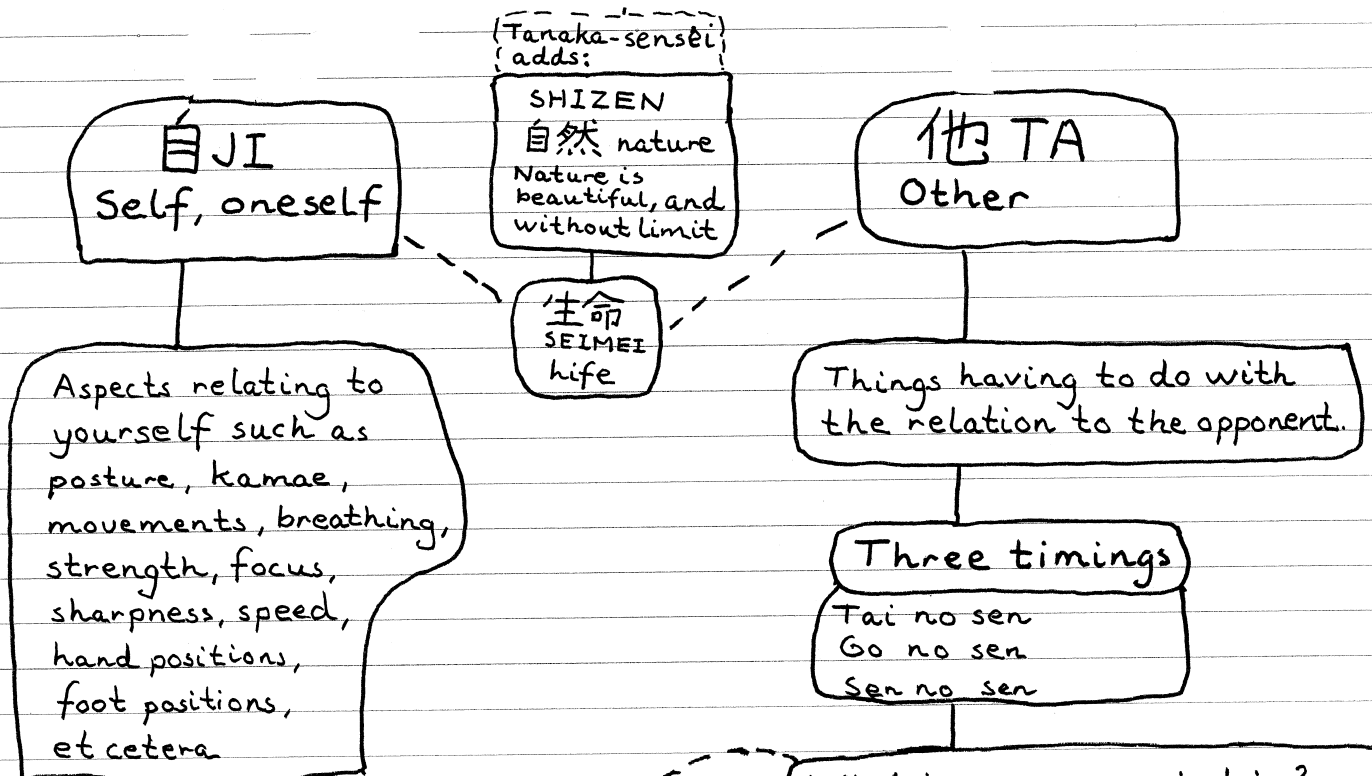 Tanaka-sensei
adds:
SHIZEN
自然 nature
Nature is
beautiful, and
without limit
自 JI
Self, oneself
他 TA
Other
生命
SEIMEI
Life
Aspects relating to
yourself such as
posture, kamae,
movements, breathing,
strength, focus,
sharpness, speed,
hand positions,
foot positions,
et cetera
Things having to do with
the relation to the opponent.
Three timings
Tai no sen
Go no sen
Sen no sen